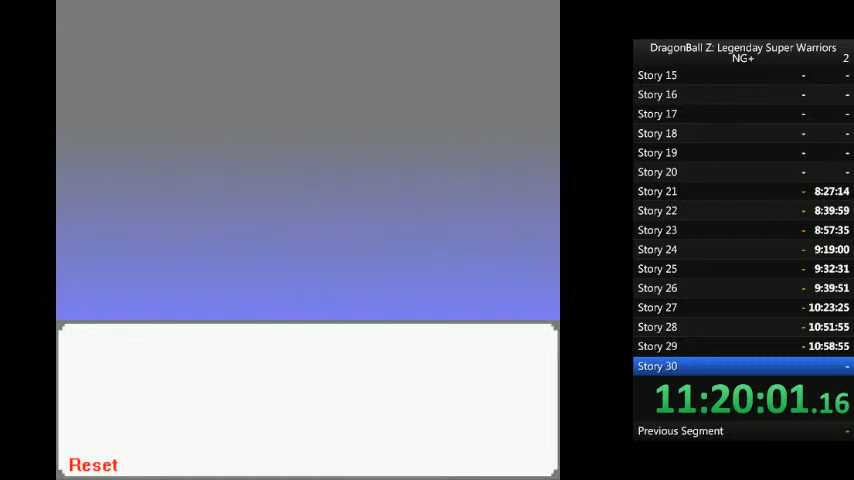 DragonBall Z: Legenday Super Warriors
NG+ 2
Story 15 - -
Story 16 - -
Story 17 - -
Story 18 - -
Story 19 - -
Story 20 - -
Story 21 - 8:27:14
Story 22 - 8:39:59
Story 23 - 8:57:35
Story 24 - 9:19:00
Story 25 - 9:32:31
Story 26 - 9:39:51
Story 27 - 10:23:25
Story 28 - 10:51:55
Story 29 - 10:58:55
Story 30 -
11:20:01.16
Previous Segment -
Reset